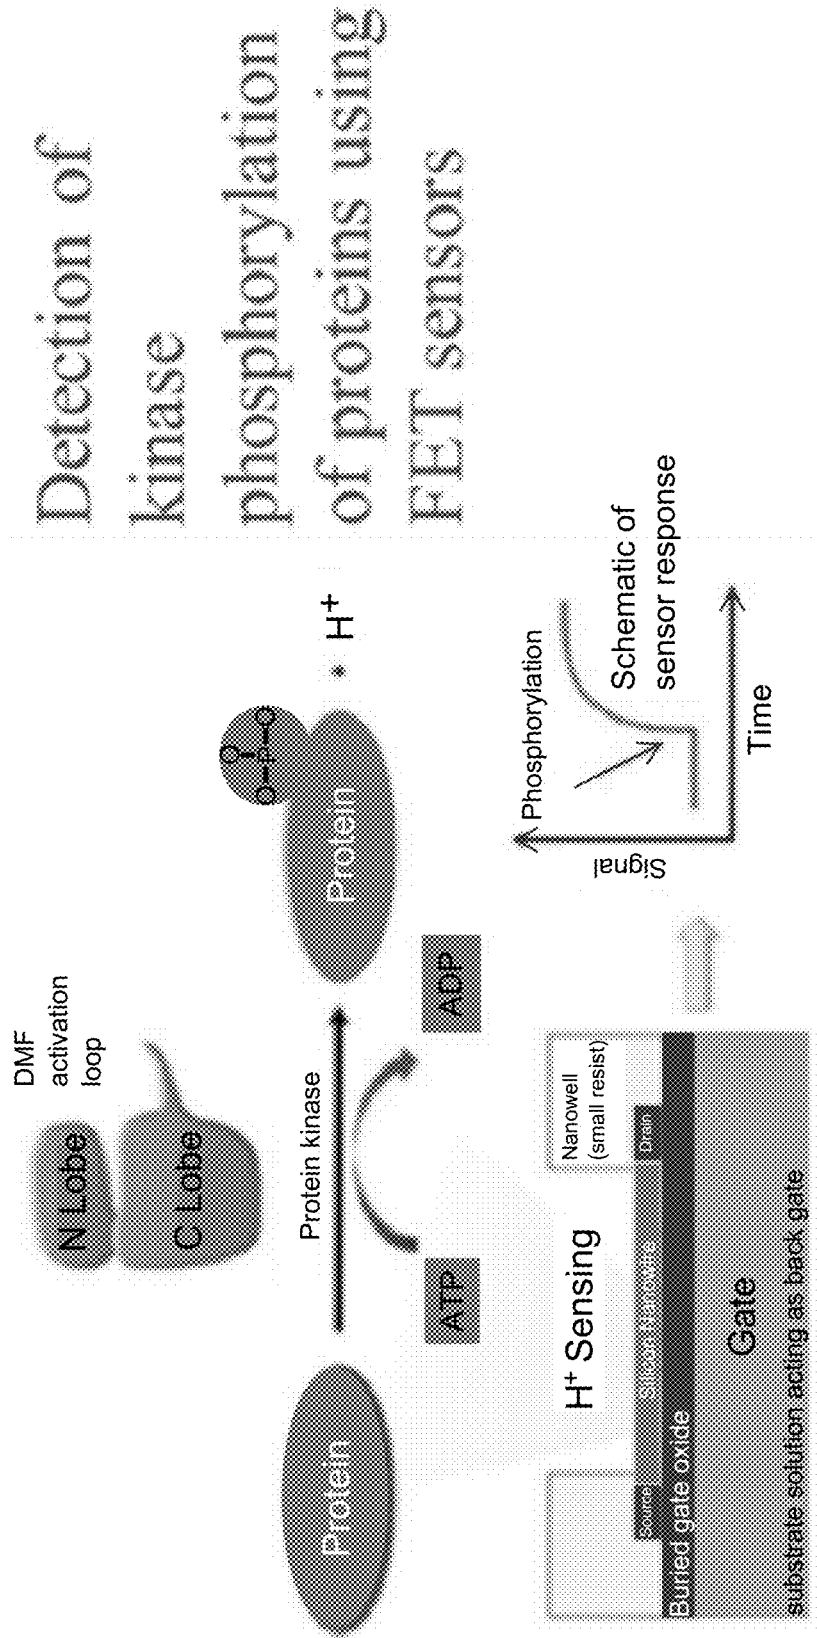 Detection of
kinase
phosphorylation
of proteins using
FET sensors
N Lobe
C Lobe
DMF
activation
loop
Protein
Protein kinase
ATP
ADP
Protein
O
O-P-O
• H⁺
H⁺ Sensing
Nanowell
(small resist)
Source
Silicon Nanowire
Drain
Buried gate oxide
Gate
substrate solution acting as back gate
Signal
Phosphorylation
Schematic of
sensor response
Time